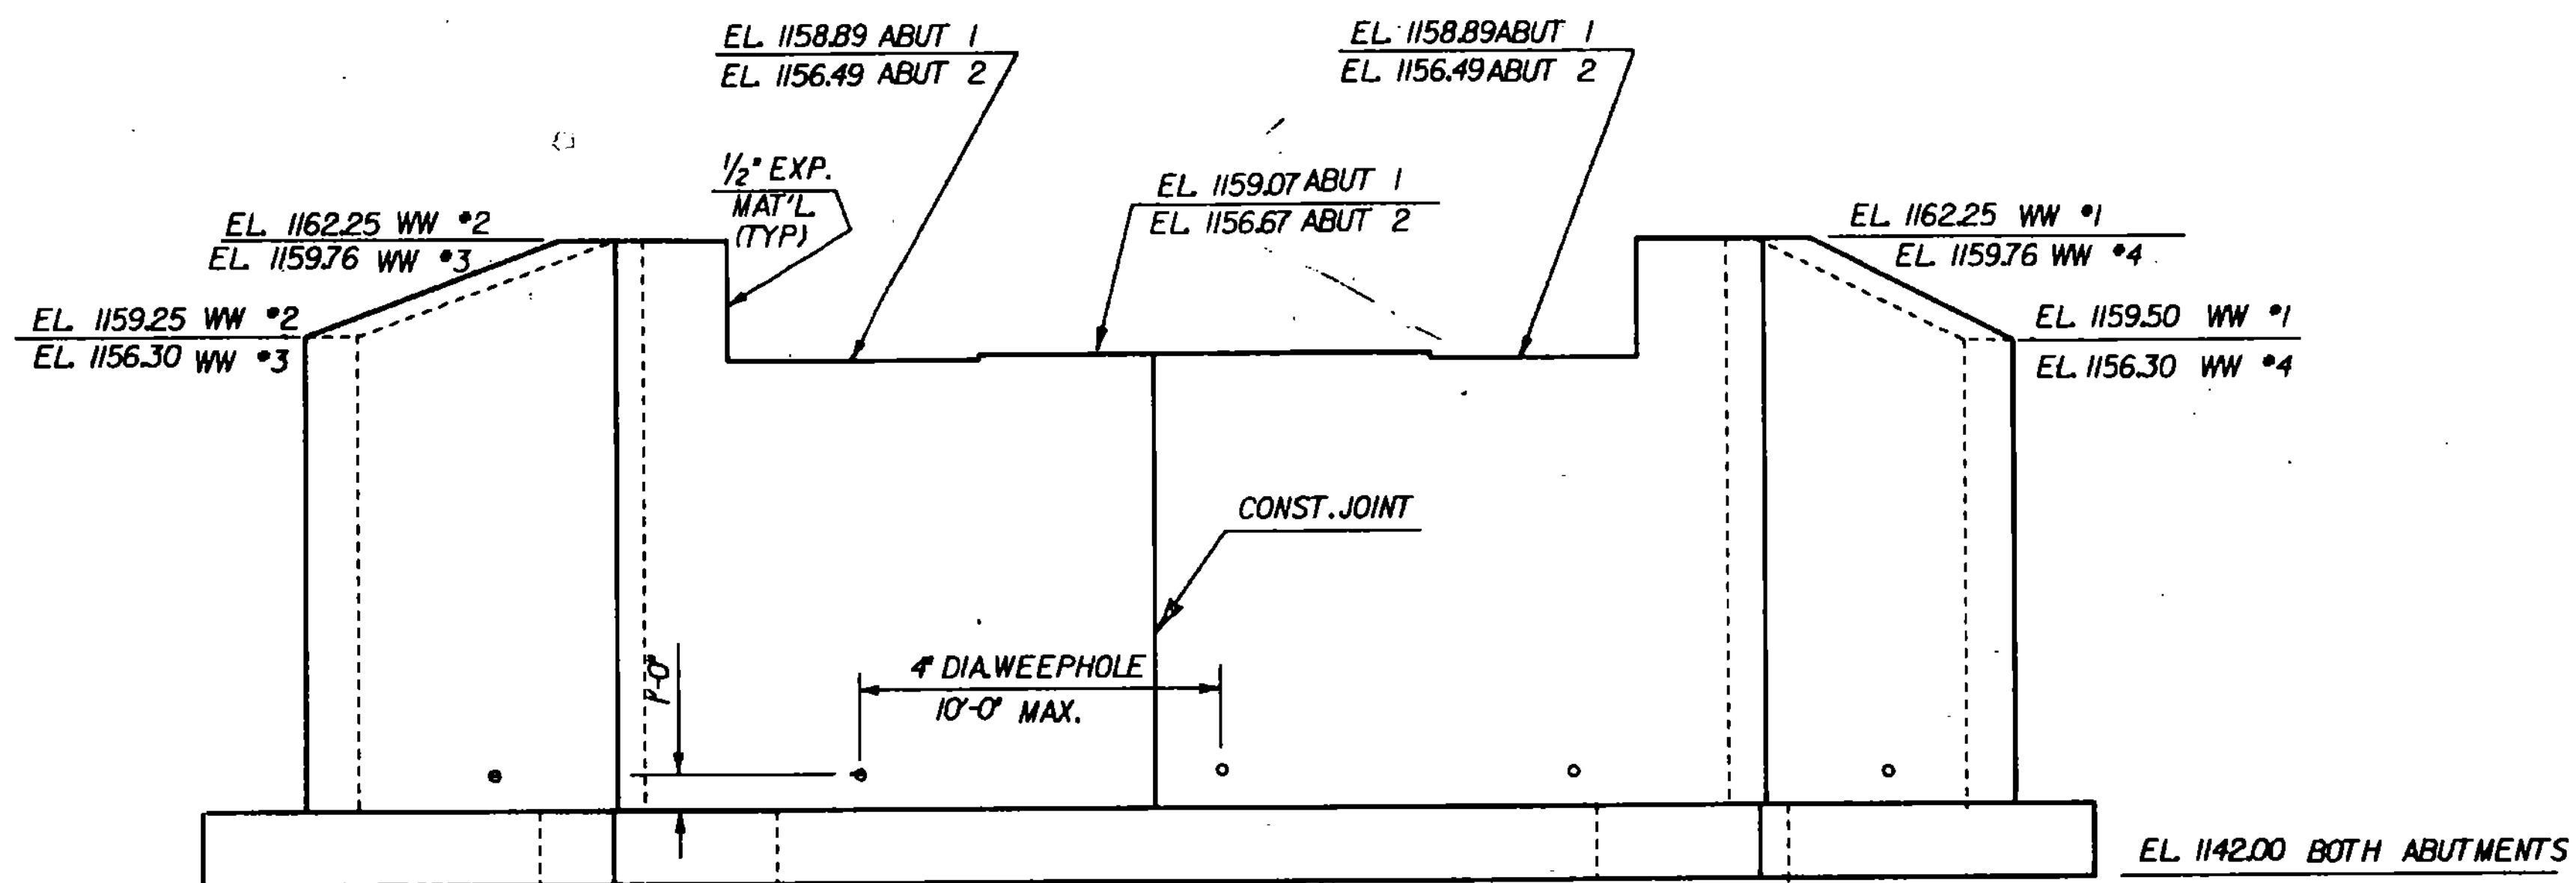 EL. 1158.89 ABUT 1
EL. 1156.49 ABUT 2
EL. 1158.89 ABUT 1
EL. 1156.49 ABUT 2
1/2" EXP.
MAT'L.
(TYP)
EL. 1159.07 ABUT 1
EL. 1156.67 ABUT 2
EL. 1162.25 WW #2
EL. 1159.76 WW #3
EL. 1162.25 WW #1
EL. 1159.76 WW #4
EL. 1159.25 WW #2
EL. 1156.30 WW #3
EL. 1159.50 WW #1
EL. 1156.30 WW #4
CONST. JOINT
1'-0"
4" DIA. WEEPHOLE
10'-0" MAX.
EL. 1142.00 BOTH ABUTMENTS